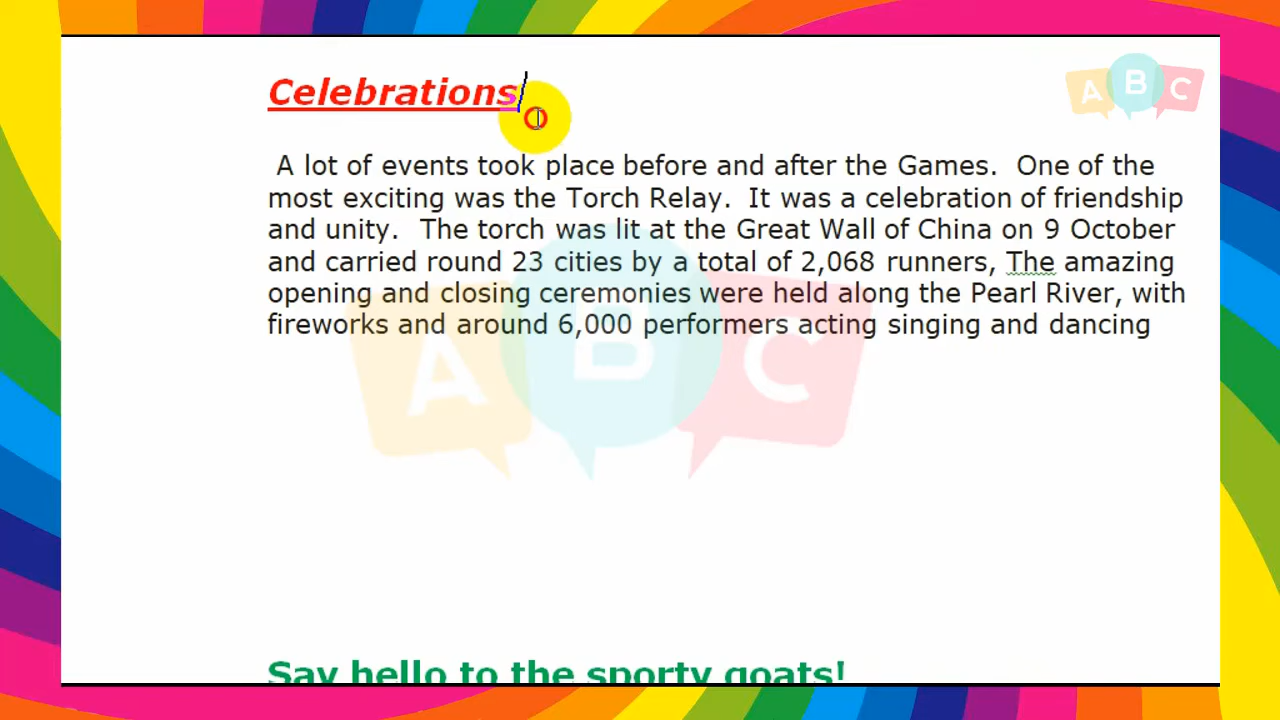 Celebrations
A B C
A lot of events took place before and after the Games. One of the
most exciting was the Torch Relay. It was a celebration of friendship
and unity. The torch was lit at the Great Wall of China on 9 October
and carried round 23 cities by a total of 2,068 runners, The amazing
opening and closing ceremonies were held along the Pearl River, with
fireworks and around 6,000 performers acting singing and dancing
A B C
Say hello to the sporty goats!